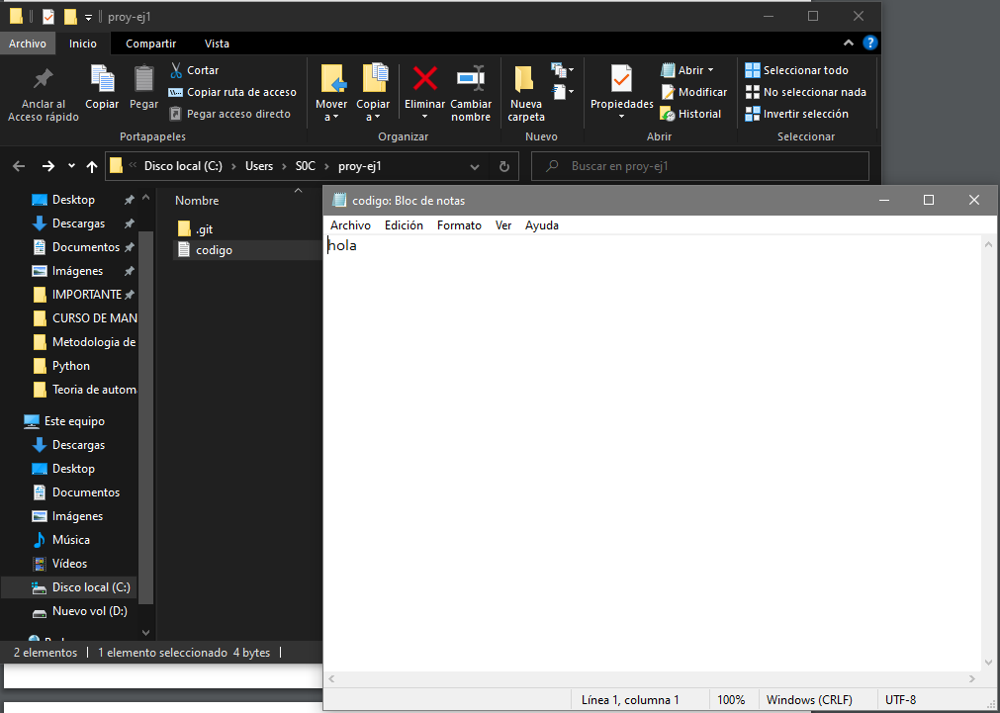 proy-ej1
Archivo Inicio Compartir Vista
Anclar al
Acceso rápido
Copiar
Pegar
Cortar
Copiar ruta de acceso
Pegar acceso directo
Portapapeles
Mover
a
Copiar
a
Eliminar
Cambiar
nombre
Organizar
Nueva
carpeta
Nuevo
Propiedades
Abrir
Modificar
Historial
Abrir
Seleccionar todo
No seleccionar nada
Invertir selección
Seleccionar
Disco local (C:) Users S0C proy-ej1
Buscar en proy-ej1
Desktop
Descargas
Documentos
Imágenes
IMPORTANTE
CURSO DE MAN
Metodologia de
Python
Teoria de autom
Este equipo
Descargas
Desktop
Documentos
Imágenes
Música
Vídeos
Disco local (C:)
Nuevo vol (D:)
Nombre
.git
codigo
2 elementos 1 elemento seleccionado 4 bytes
codigo: Bloc de notas
Archivo Edición Formato Ver Ayuda
hola
Línea 1, columna 1 100% Windows (CRLF) UTF-8